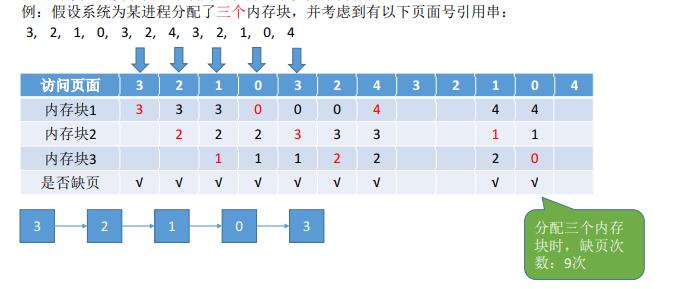 例：假设系统为某进程分配了三个内存块，并考虑到有以下页面号引用串：
3, 2, 1, 0, 3, 2, 4, 3, 2, 1, 0, 4
访问页面 3 2 1 0 3 2 4 3 2 1 0 4
内存块1 3 3 3 0 0 0 4 4 4
内存块2 2 2 2 3 3 3 1 1
内存块3 1 1 1 2 2 2 0
是否缺页 √ √ √ √ √ √ √ √ √
3 2 1 0 3
分配三个内存
块时，缺页次
数：9次